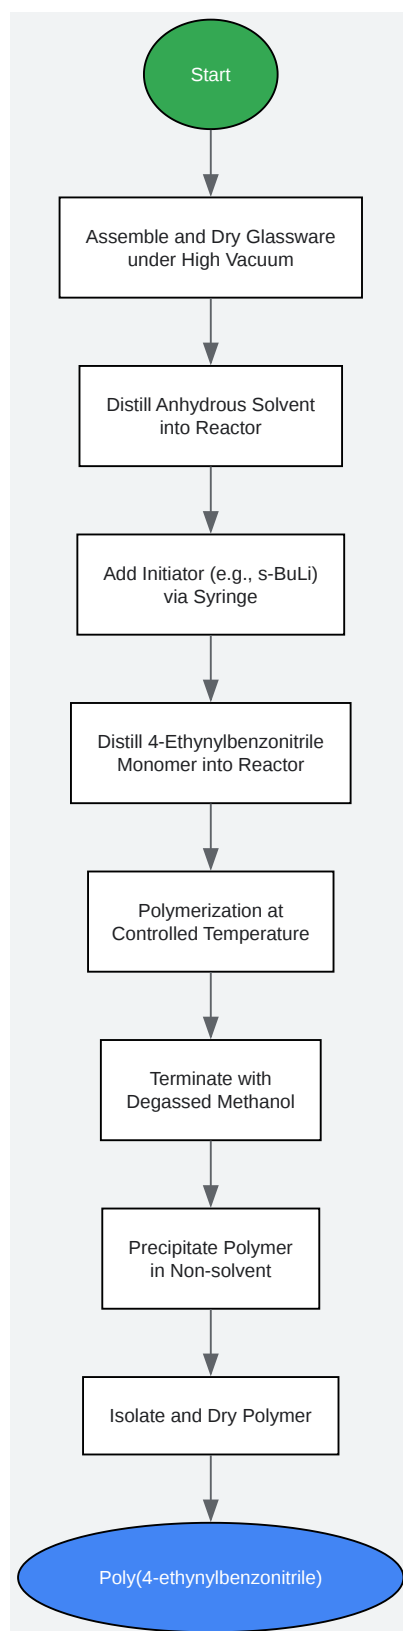 Start
Assemble and Dry Glassware
under High Vacuum
Distill Anhydrous Solvent
into Reactor
Add Initiator (e.g., s-BuLi)
via Syringe
Distill 4-Ethynylbenzonitrile
Monomer into Reactor
Polymerization at
Controlled Temperature
Terminate with
Degassed Methanol
Precipitate Polymer
in Non-solvent
Isolate and Dry Polymer
Poly(4-ethynylbenzonitrile)